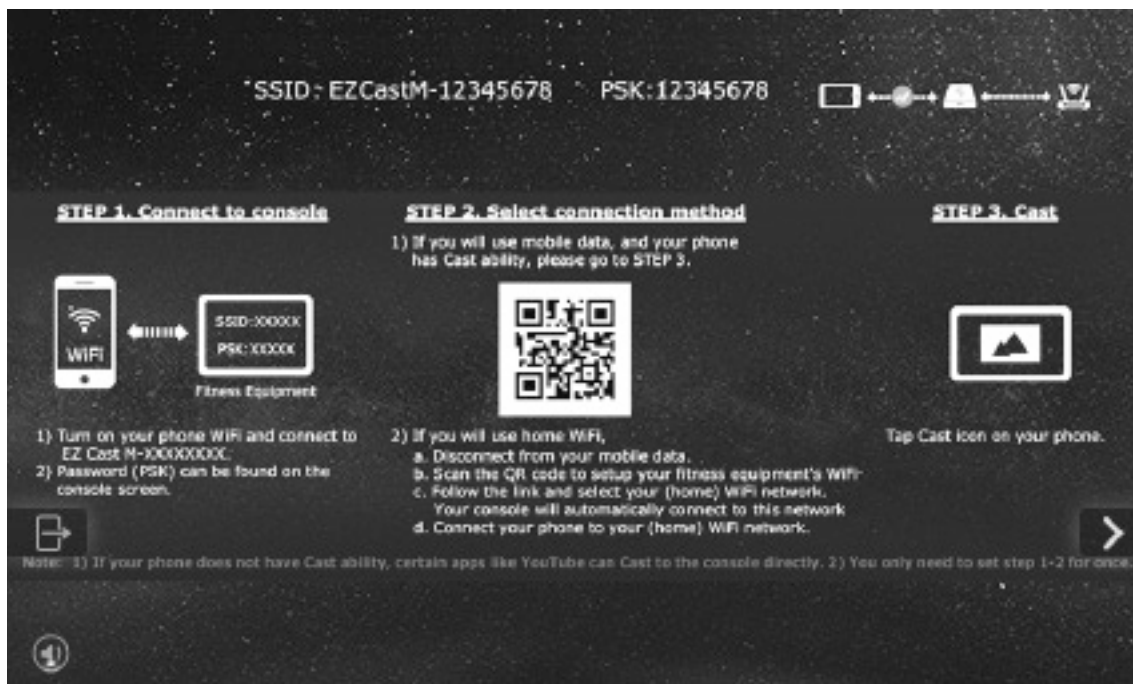 SSID: EZCastM-12345678 PSK:12345678
STEP 1. Connect to console
WiFi
SSID:XXXXX
PSK:XXXXX
Fitness Equipment
1) Turn on your phone WiFi and connect to
EZ Cast M-XXXXXXXX.
2) Password (PSK) can be found on the
console screen.
STEP 2. Select connection method
1) If you will use mobile data, and your phone
has Cast ability, please go to STEP 3.
2) If you will use home WiFi,
a. Disconnect from your mobile data.
b. Scan the QR code to setup your fitness equipment's WiFi
c. Follow the link and select your (home) WiFi network.
Your console will automatically connect to this network
d. Connect your phone to your (home) WiFi network.
STEP 3. Cast
Tap Cast icon on your phone.
Note: 1) If your phone does not have Cast ability, certain apps like YouTube can Cast to the console directly. 2) You only need to set step 1-2 for once.